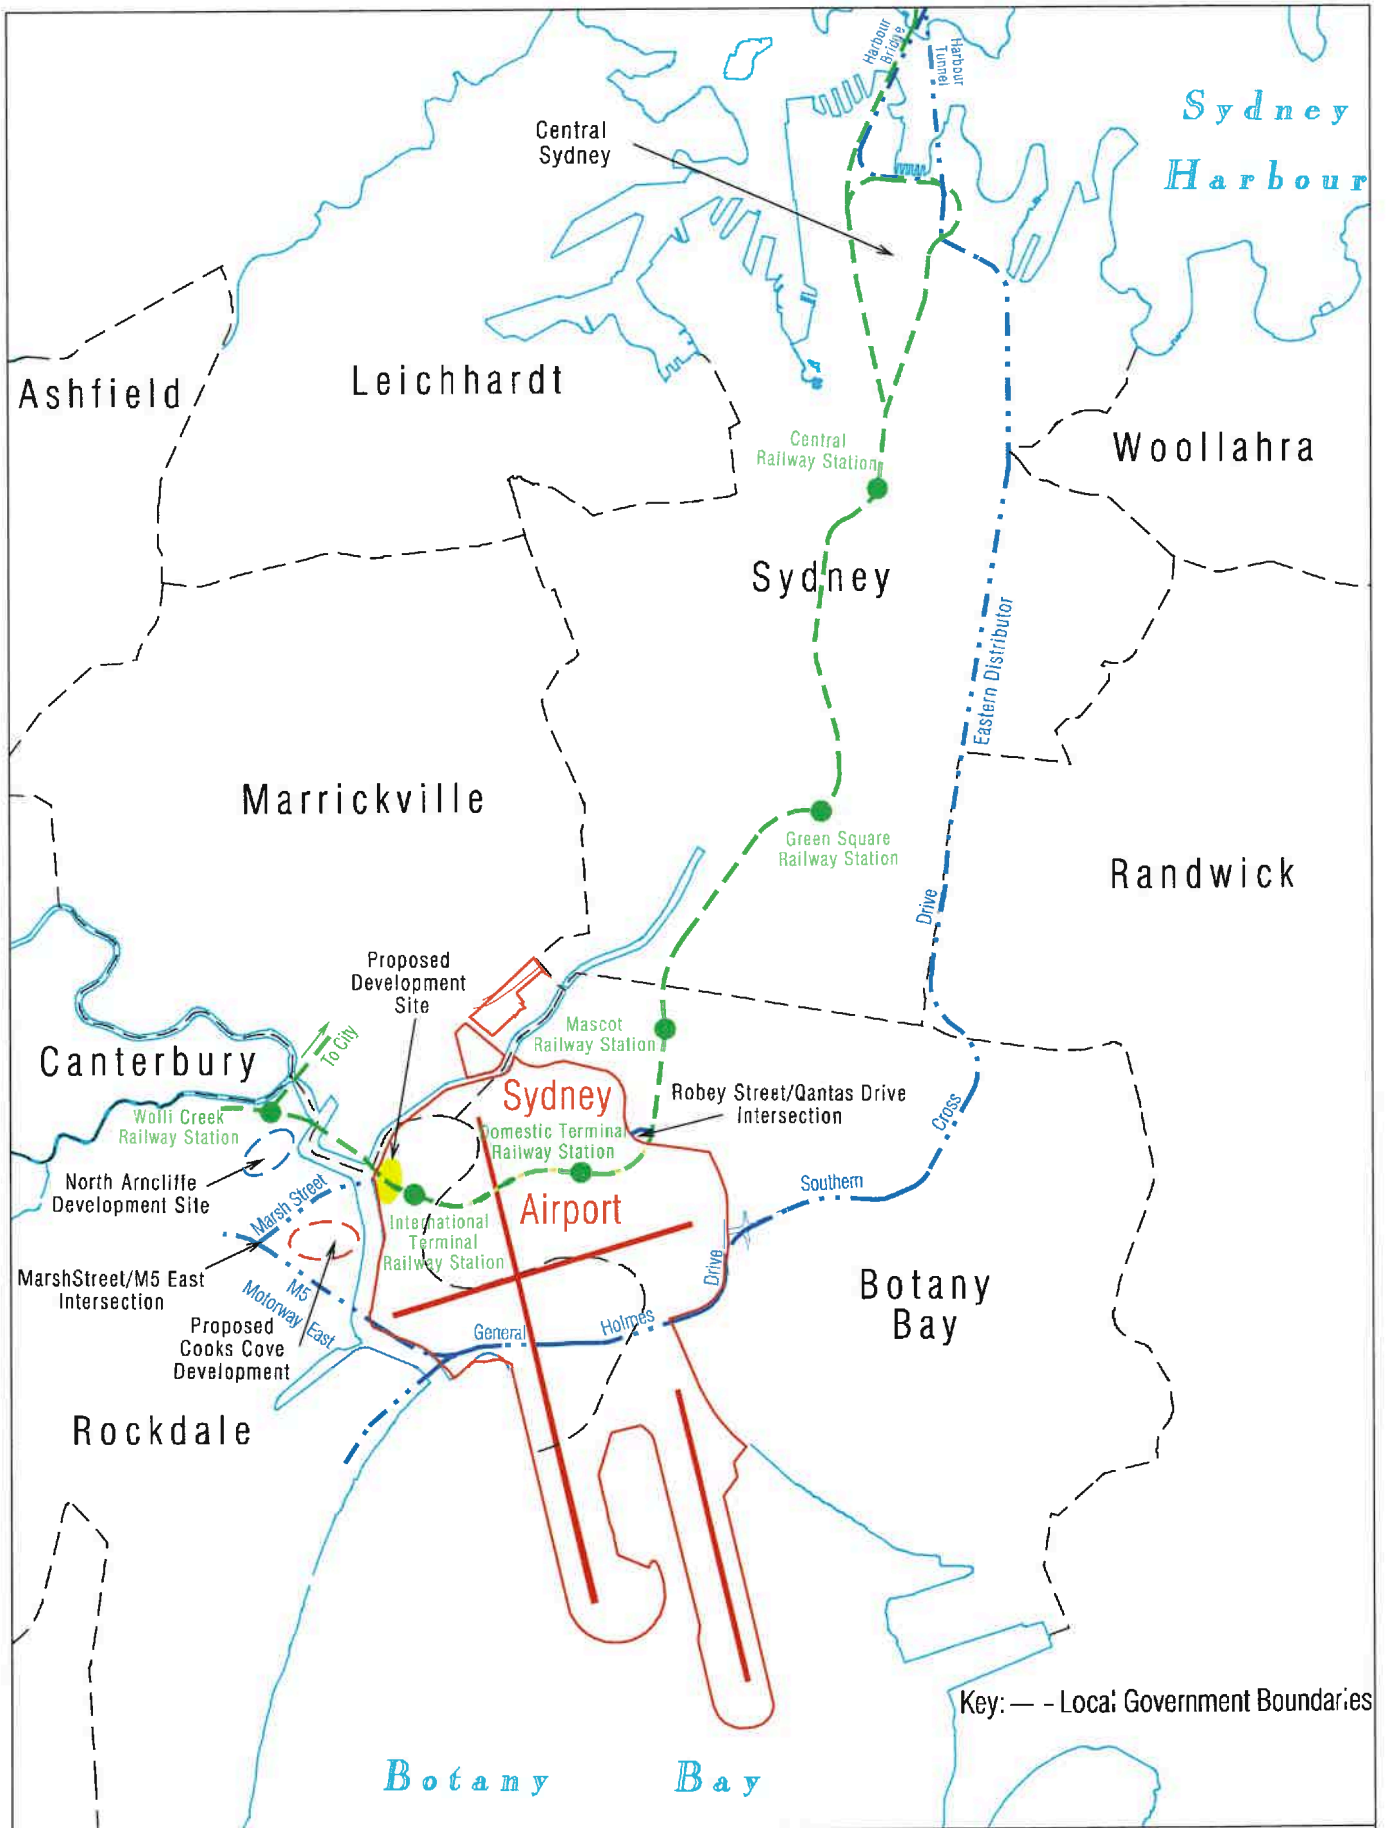 Harbour
Bridge
Harbour
Tunnel
Sydney
Harbour
Central
Sydney
Ashfield
Leichhardt
Woollahra
Central
Railway Station
Sydney
Eastern Distributor
Marrickville
Green Square
Railway Station
Randwick
Drive
Proposed
Development
Site
Mascot
Railway Station
To City
Canterbury
Sydney
Robey Street/Qantas Drive
Intersection
Wolli Creek
Railway Station
Cross
Domestic Terminal
Railway Station
North Arncliffe
Development Site
Marsh Street
Southern
Airport
International
Terminal
Railway Station
Drive
MarshStreet/M5 East
Intersection
M5
Motorway East
Botany
Bay
Proposed
Cooks Cove
Development
General
Holmes
Rockdale
Key: — - Local Government Boundaries
Botany Bay